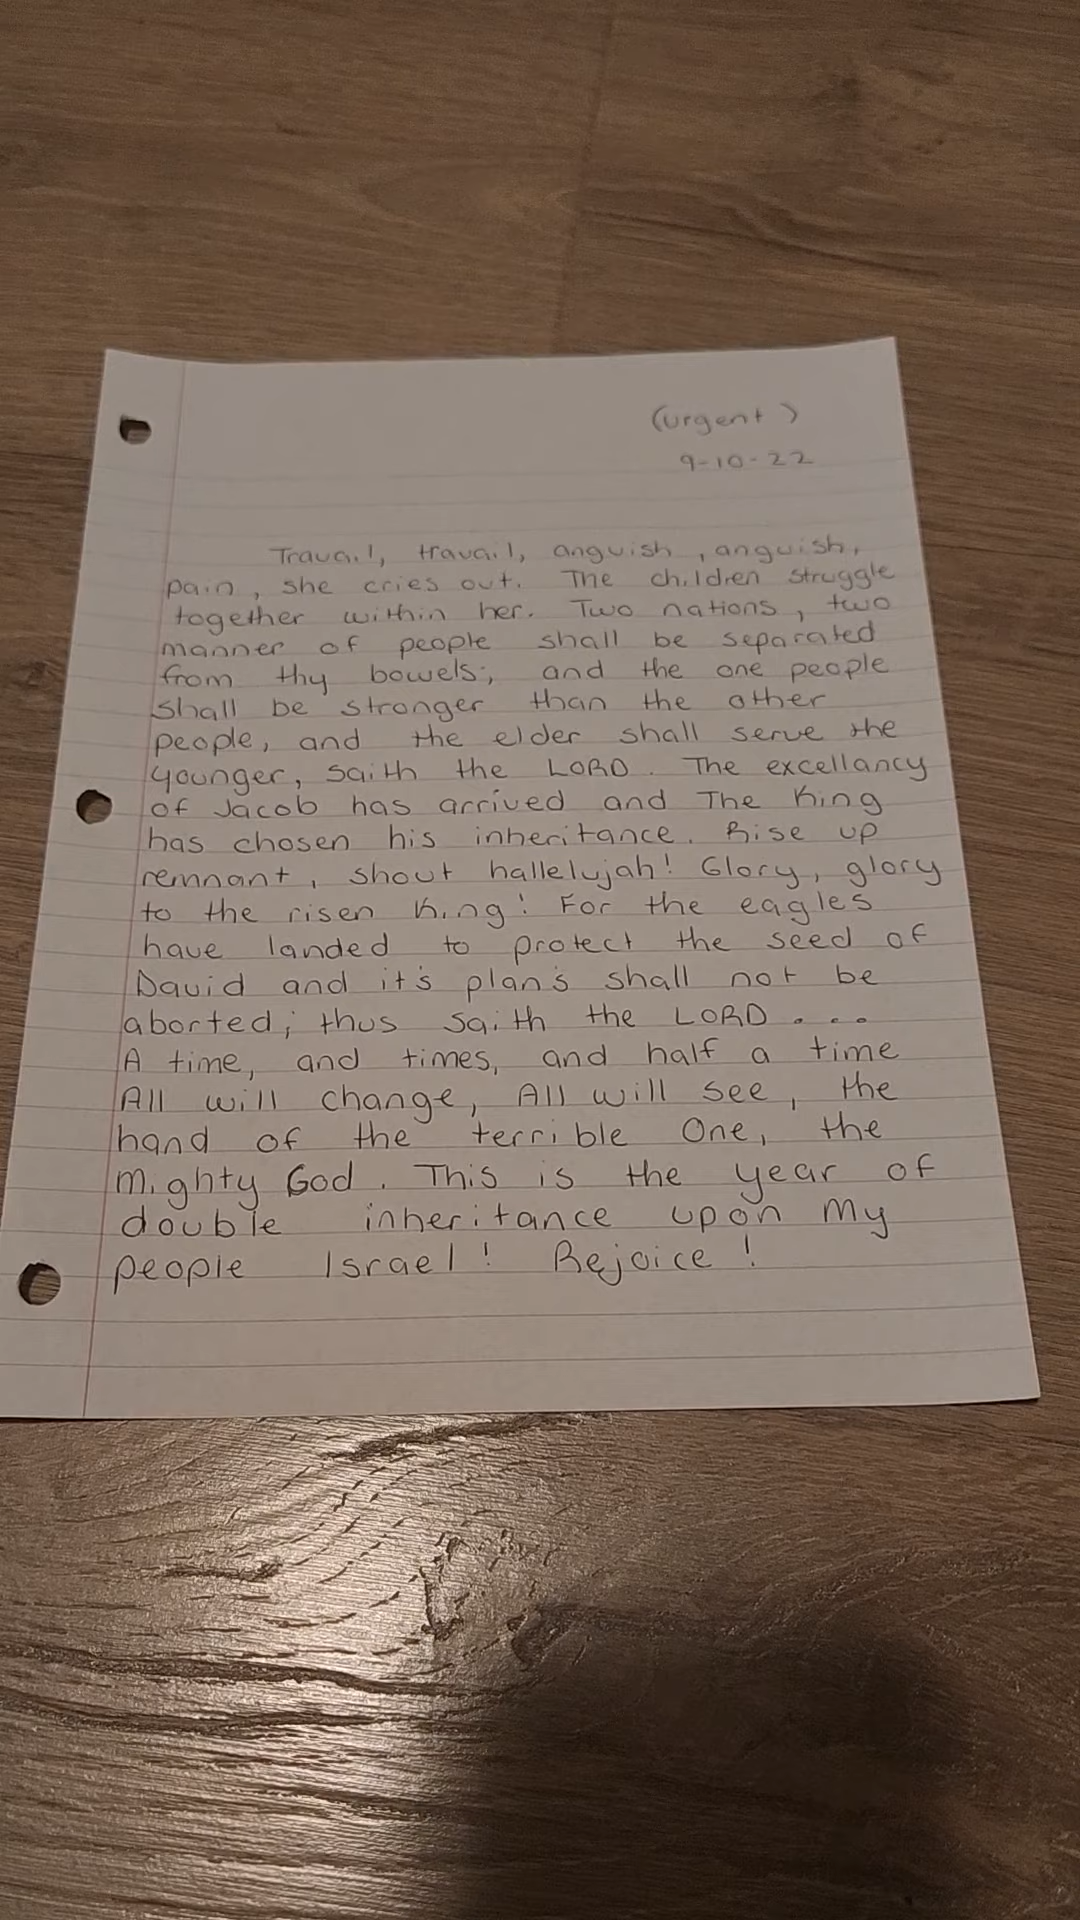 (urgent)
9-10-22
Travail, travail, anguish, anguish,
pain, she cries out. The children struggle
together within her. Two nations, two
manner of people shall be separated
from thy bowels; and the one people
shall be stronger than the other
people, and the elder shall serve the
younger, saith the LORD. The excellancy
of Jacob has arrived and The King
has chosen his inheritance. Rise up
remnant, shout hallelujah! Glory, glory
to the risen King! For the eagles
have landed to protect the seed of
David and it's plan's shall not be
aborted; thus saith the LORD....
A time, and times, and half a time
All will change, All will see, the
hand of the terrible One, the
mighty God. This is the year of
double inheritance upon My
people Israel! Rejoice!